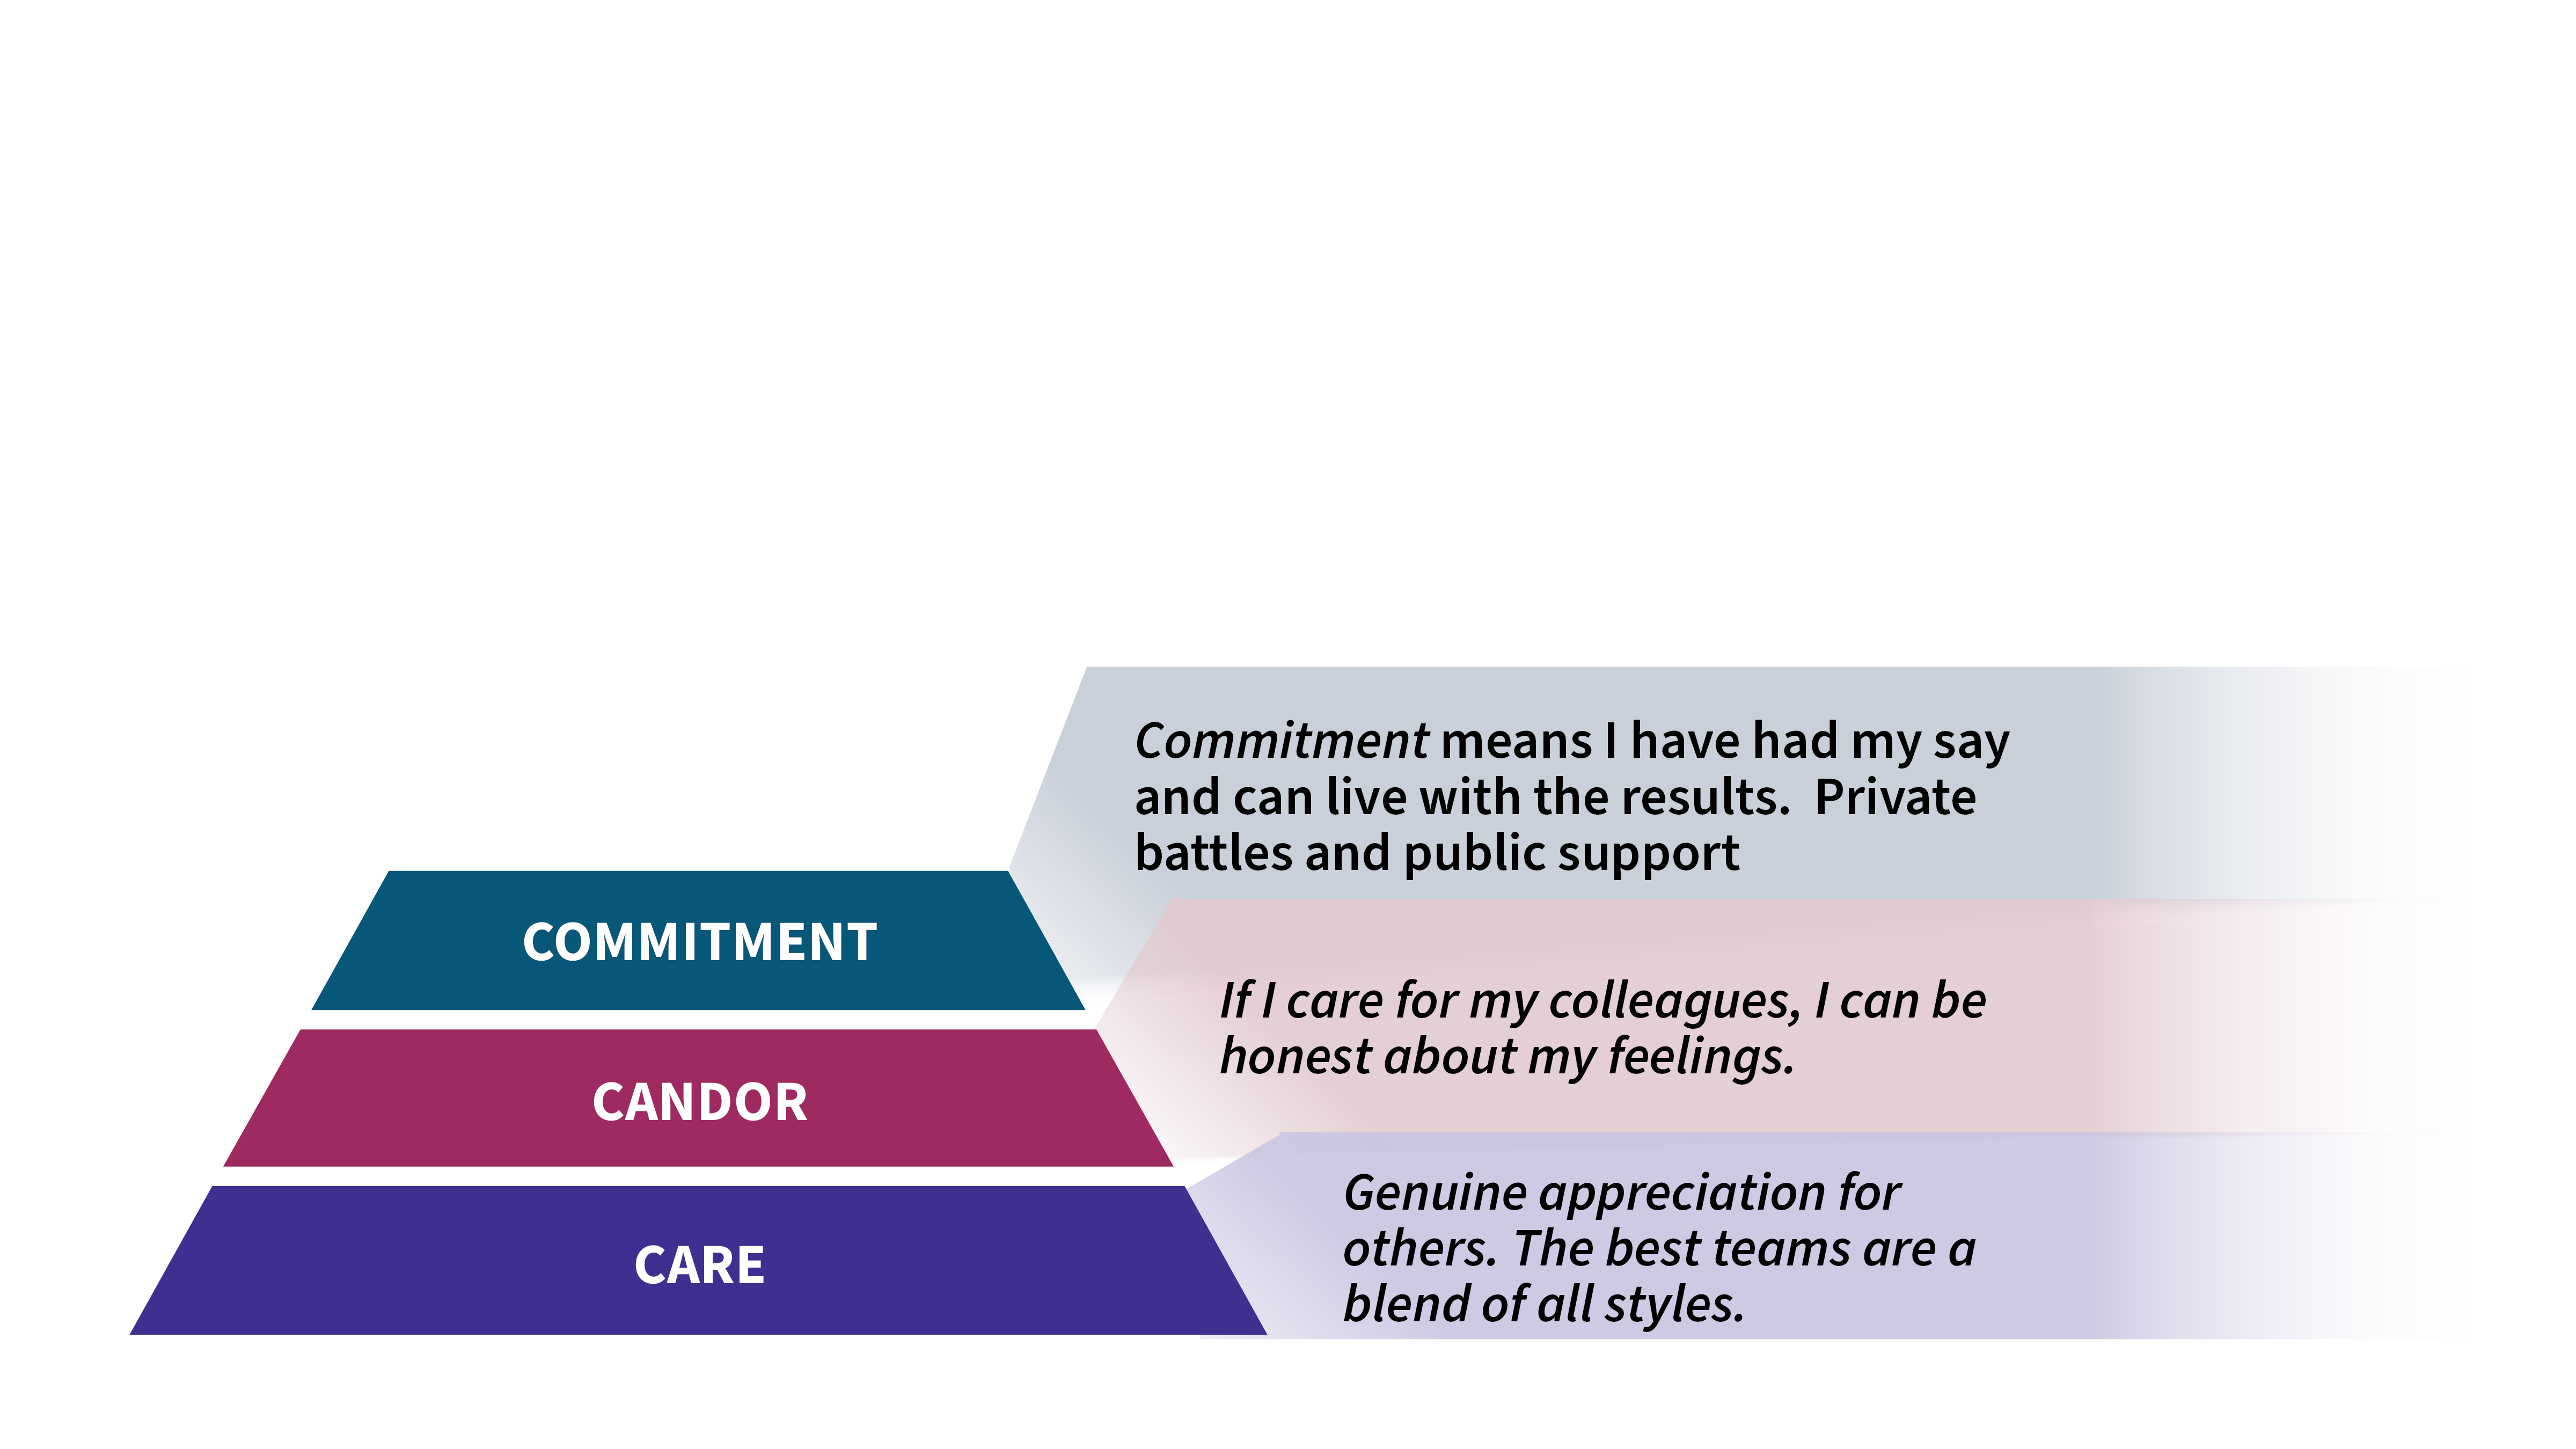 Commitment means I have had my say
and can live with the results.  Private
battles and public support
COMMITMENT
If I care for my colleagues, I can be
honest about my feelings.
CANDOR
Genuine appreciation for
others. The best teams are a
blend of all styles.
CARE